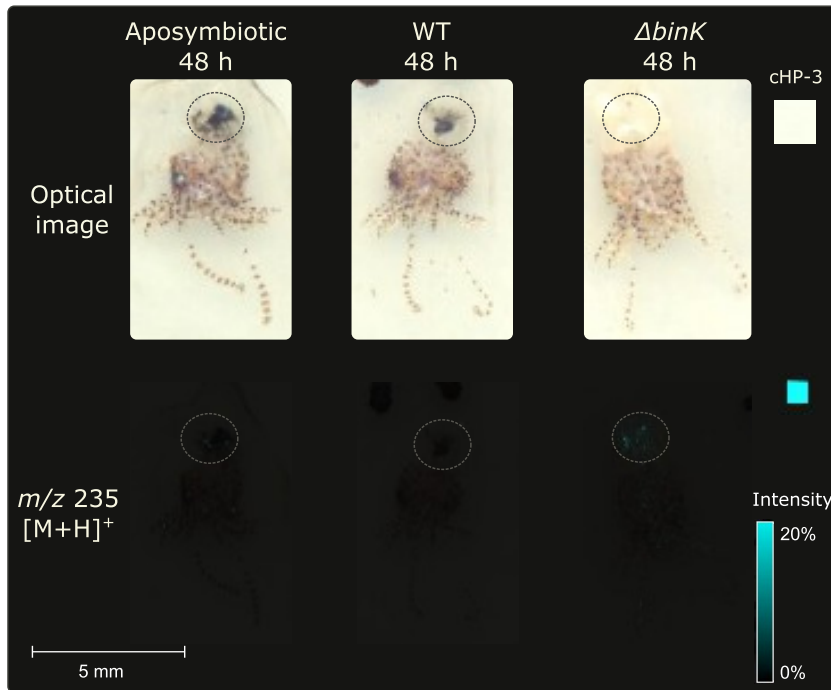 Aposymbiotic
48 h
WT
48 h
ΔbinK
48 h
cHP-3
Optical
image
m/z 235
[M+H]⁺
Intensity
20%
0%
5 mm